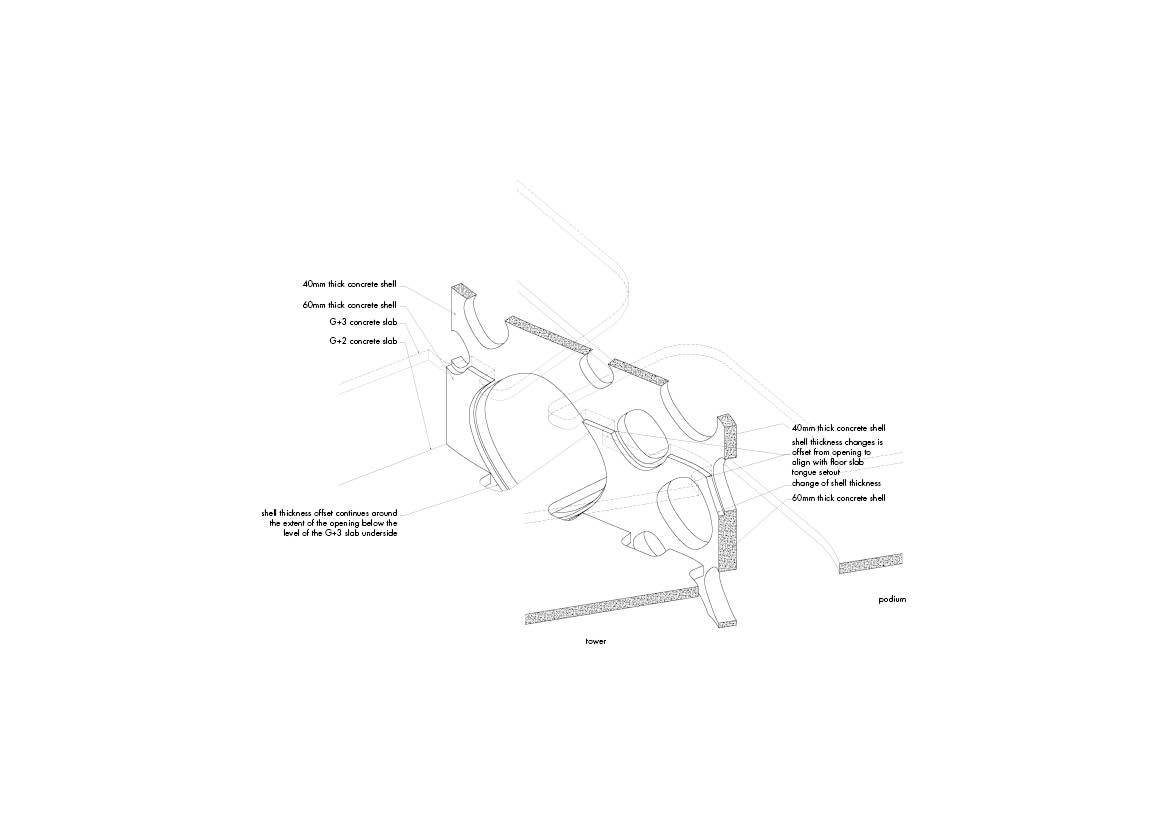 40mm thick concrete shell
60mm thick concrete shell
G+3 concrete slab
G+2 concrete slab
shell thickness offset continues around
the extent of the opening below the
level of the G+3 slab underside
40mm thick concrete shell
shell thickness changes is
offset from opening to
align with floor slab
tongue setout
change of shell thickness
60mm thick concrete shell
podium
tower